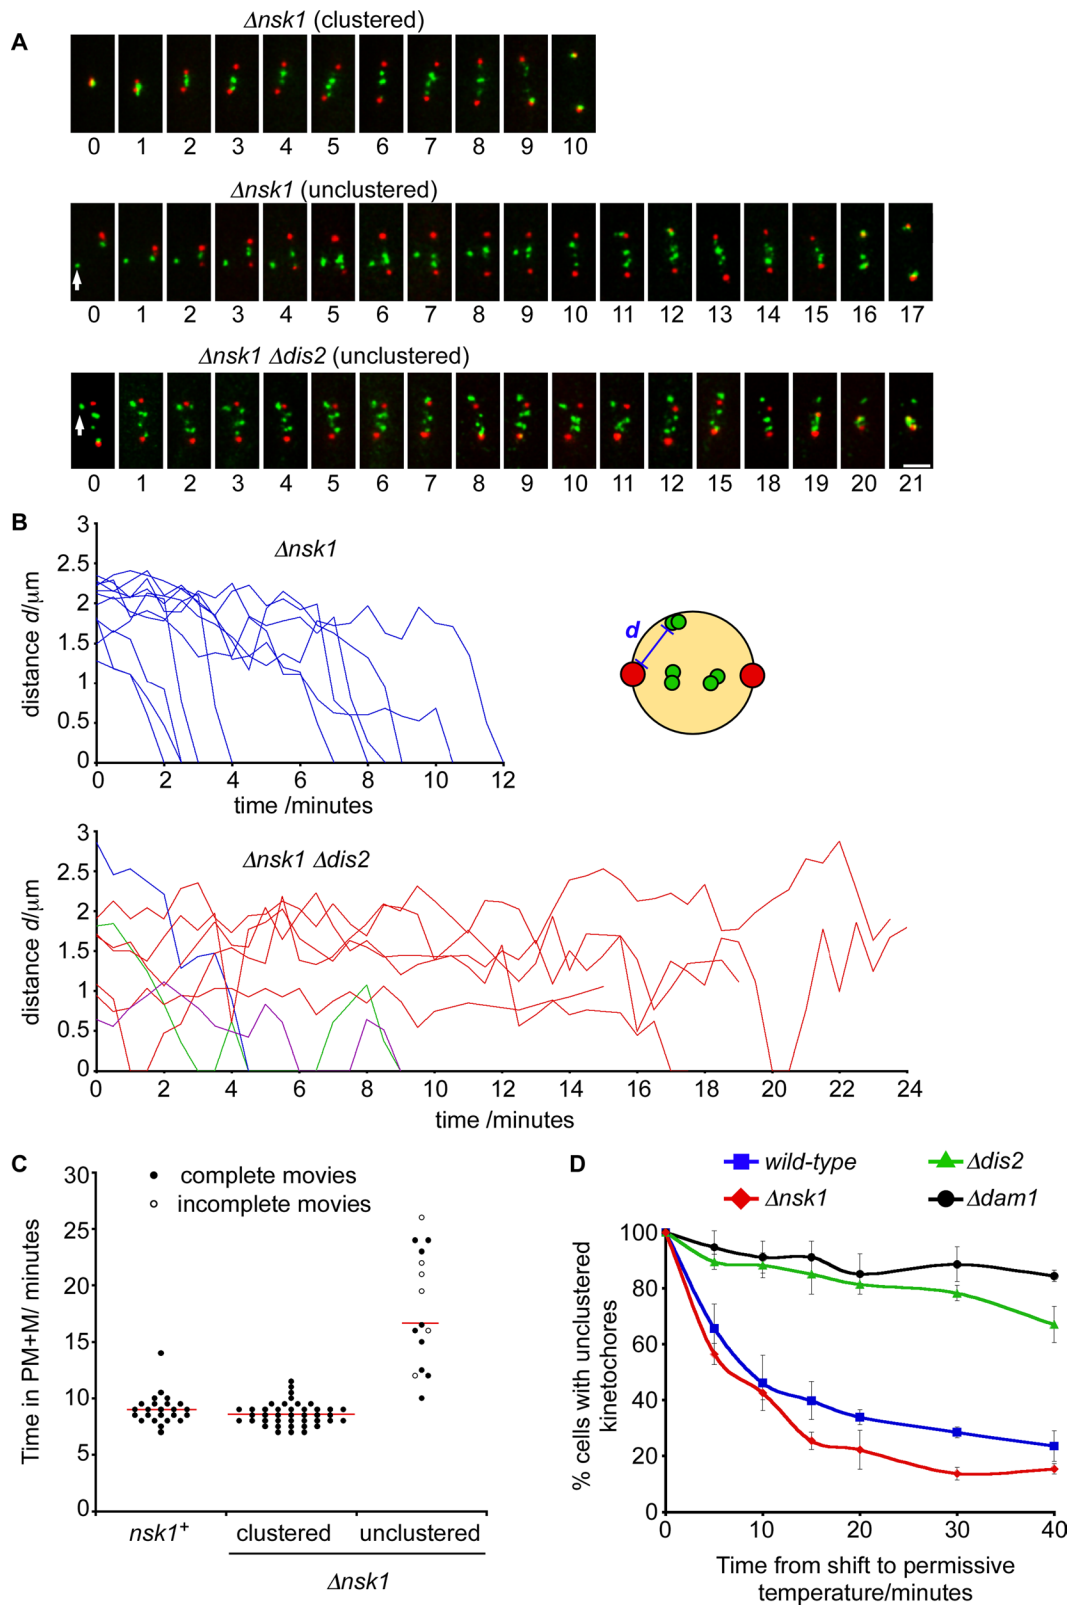 A
Δnsk1 (clustered)
0 1 2 3 4 5 6 7 8 9 10
Δnsk1 (unclustered)
0 1 2 3 4 5 6 7 8 9 10 11 12 13 14 15 16 17
Δnsk1 Δdis2 (unclustered)
0 1 2 3 4 5 6 7 8 9 10 11 12 15 18 19 20 21
B
Δnsk1
distance d/μm
3
2.5
2
1.5
1
0.5
0
0 2 4 6 8 10 12
time /minutes
d
Δnsk1 Δdis2
distance d/μm
3
2.5
2
1.5
1
0.5
0
0 2 4 6 8 10 12 14 16 18 20 22 24
time /minutes
C
complete movies
incomplete movies
Time in PM+M/ minutes
30
25
20
15
10
5
0
nsk1+ clustered unclustered
Δnsk1
D
wild-type Δdis2
Δnsk1 Δdam1
% cells with unclustered
kinetochores
100
80
60
40
20
0
0 10 20 30 40
Time from shift to permissive
temperature/minutes